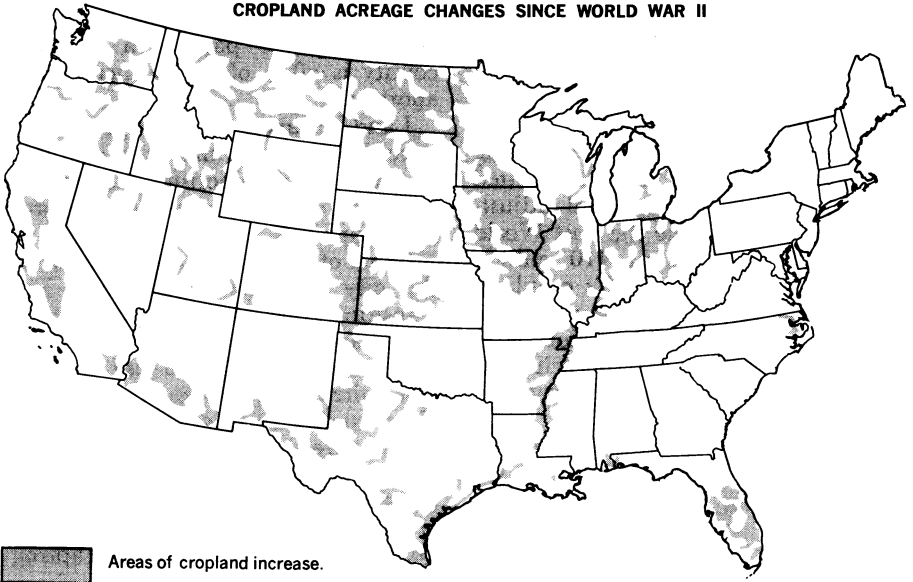 CROPLAND ACREAGE CHANGES SINCE WORLD WAR II
Areas of cropland increase.